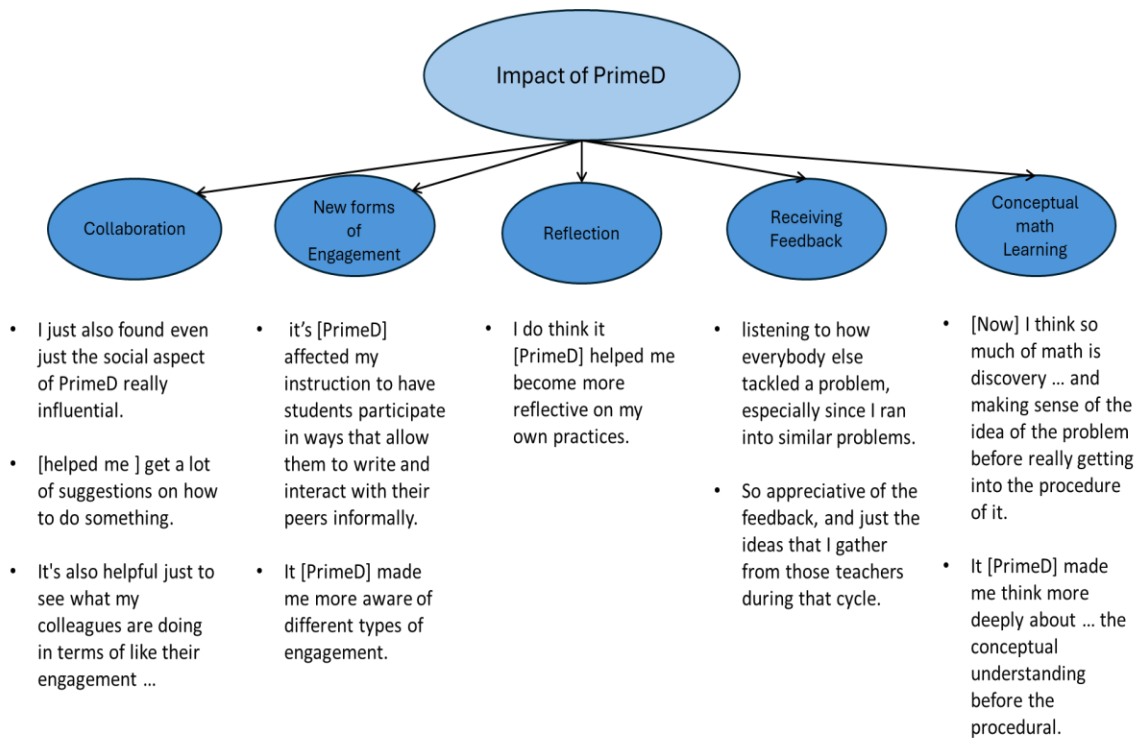 Impact of PrimeD
Collaboration
New forms
of
Engagement
Reflection
Receiving
Feedback
Conceptual
math
Learning
• I just also found even
just the social aspect
of PrimeD really
influential.
• [helped me ] get a lot
of suggestions on how
to do something.
• It's also helpful just to
see what my
colleagues are doing
in terms of like their
engagement ...
• it’s [PrimeD]
affected my
instruction to have
students participate
in ways that allow
them to write and
interact with their
peers informally.
• It [PrimeD] made
me more aware of
different types of
engagement.
• I do think it
[PrimeD] helped me
become more
reflective on my
own practices.
• listening to how
everybody else
tackled a problem,
especially since I ran
into similar problems.
• So appreciative of the
feedback, and just the
ideas that I gather
from those teachers
during that cycle.
• [Now] I think so
much of math is
discovery ... and
making sense of the
idea of the problem
before really getting
into the procedure
of it.
• It [PrimeD] made
me think more
deeply about ... the
conceptual
understanding
before the
procedural.